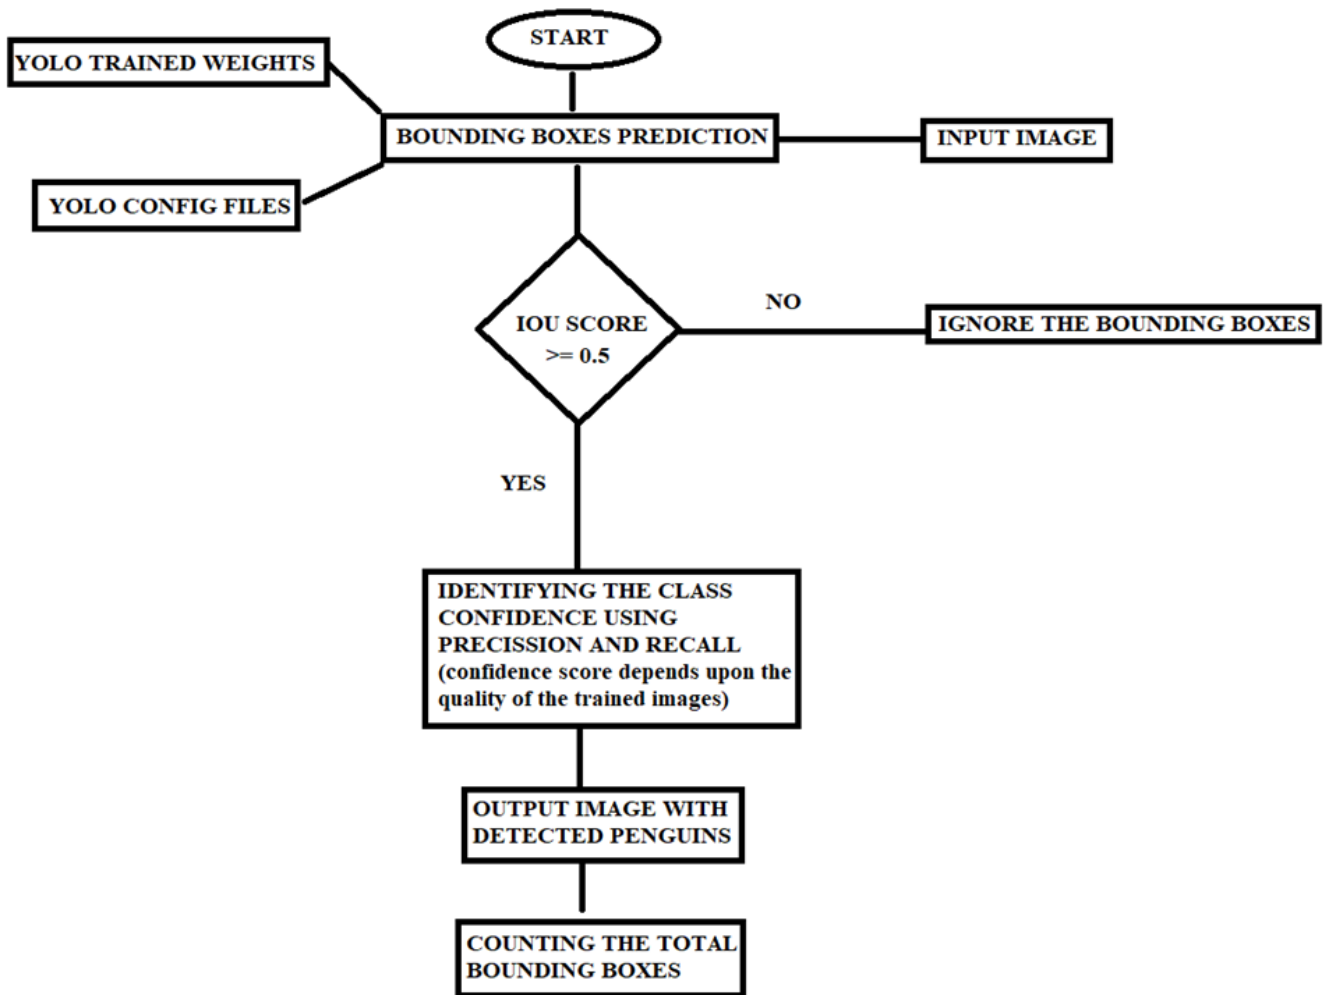 START
YOLO TRAINED WEIGHTS
BOUNDING BOXES PREDICTION
INPUT IMAGE
YOLO CONFIG FILES
IOU SCORE
>= 0.5
NO
IGNORE THE BOUNDING BOXES
YES
IDENTIFYING THE CLASS
CONFIDENCE USING
PRECISSION AND RECALL
(confidence score depends upon the
quality of the trained images)
OUTPUT IMAGE WITH
DETECTED PENGUINS
COUNTING THE TOTAL
BOUNDING BOXES